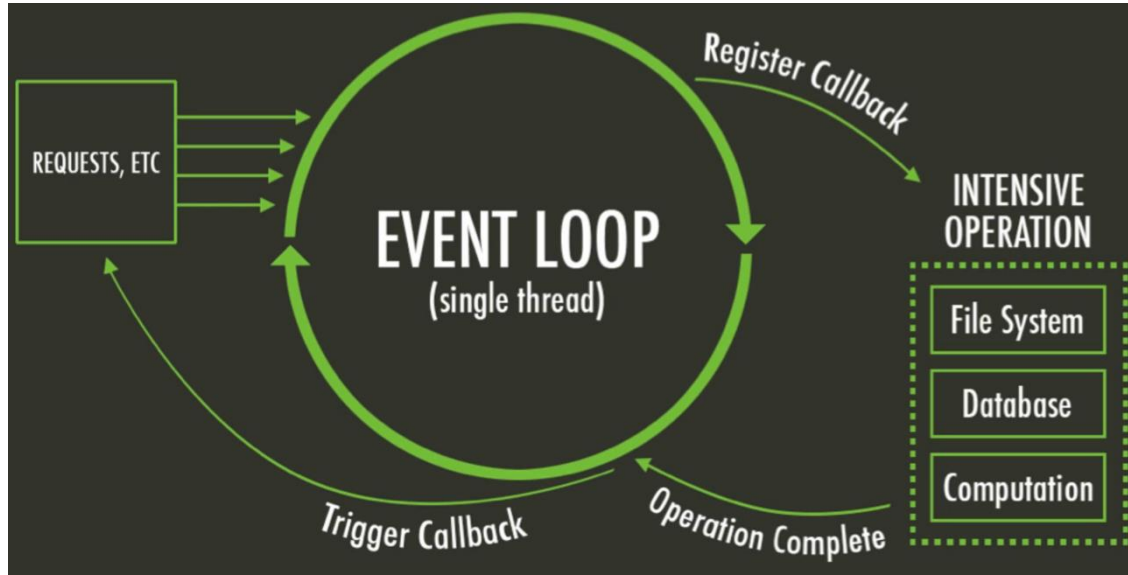 REQUESTS, ETC
EVENT LOOP
(single thread)
Register Callback
INTENSIVE
OPERATION
File System
Database
Computation
Operation Complete
Trigger Callback